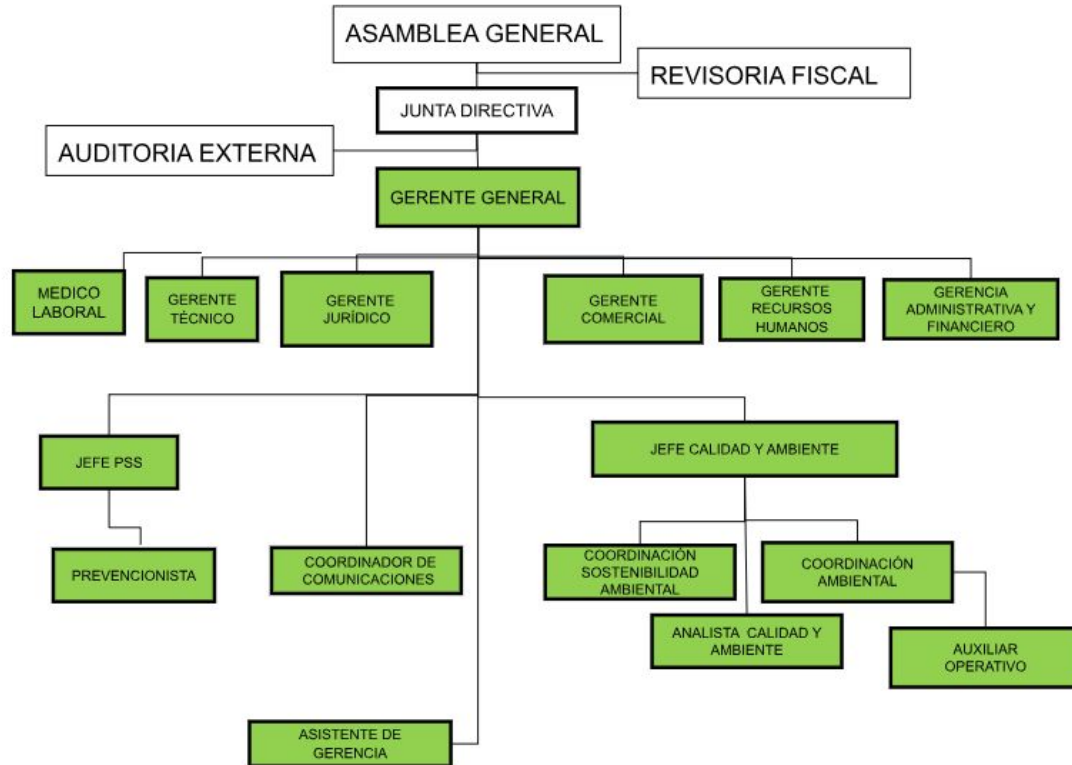 ASAMBLEA GENERAL
REVISORIA FISCAL
JUNTA DIRECTIVA
AUDITORIA EXTERNA
GERENTE GENERAL
MEDICO
LABORAL
GERENTE
TÉCNICO
GERENTE
JURÍDICO
GERENTE
COMERCIAL
GERENTE
RECURSOS
HUMANOS
GERENCIA
ADMINISTRATIVA Y
FINANCIERO
JEFE PSS
JEFE CALIDAD Y AMBIENTE
PREVENCIONISTA
COORDINADOR DE
COMUNICACIONES
COORDINACIÓN
SOSTENIBILIDAD
AMBIENTAL
COORDINACIÓN
AMBIENTAL
ANALISTA CALIDAD Y
AMBIENTE
AUXILIAR
OPERATIVO
ASISTENTE DE
GERENCIA